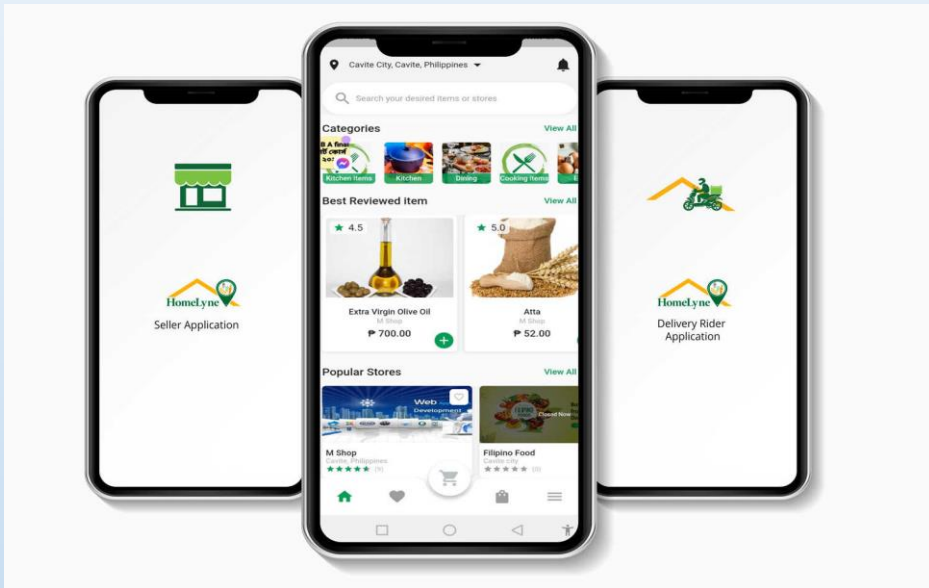 Cavite City, Cavite, Philippines
Search your desired items or stores
Categories
View All
Kitchen Items
Kitchen
Dining
Cooking Items
Best Reviewed item
View All
4.5
5.0
Extra Virgin Olive Oil
M Shop
₱ 700.00
Atta
M Shop
₱ 52.00
Popular Stores
View All
Web
Development
Closed Now
M Shop
Cavite, Philippines
(9)
Filipino Food
Cavite city
(0)
HomeLyne
Seller Application
HomeLyne
Delivery Rider
Application